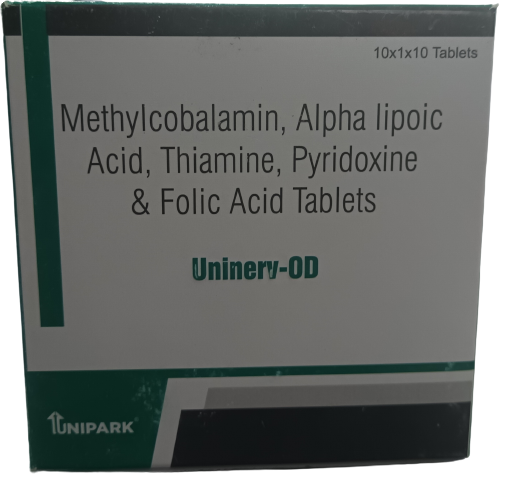 10x1x10 Tablets
Methylcobalamin, Alpha lipoic
Acid, Thiamine, Pyridoxine
& Folic Acid Tablets
Uninerv-OD
UNIPARK